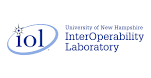 iol
University of New Hampshire
InterOperability
Laboratory